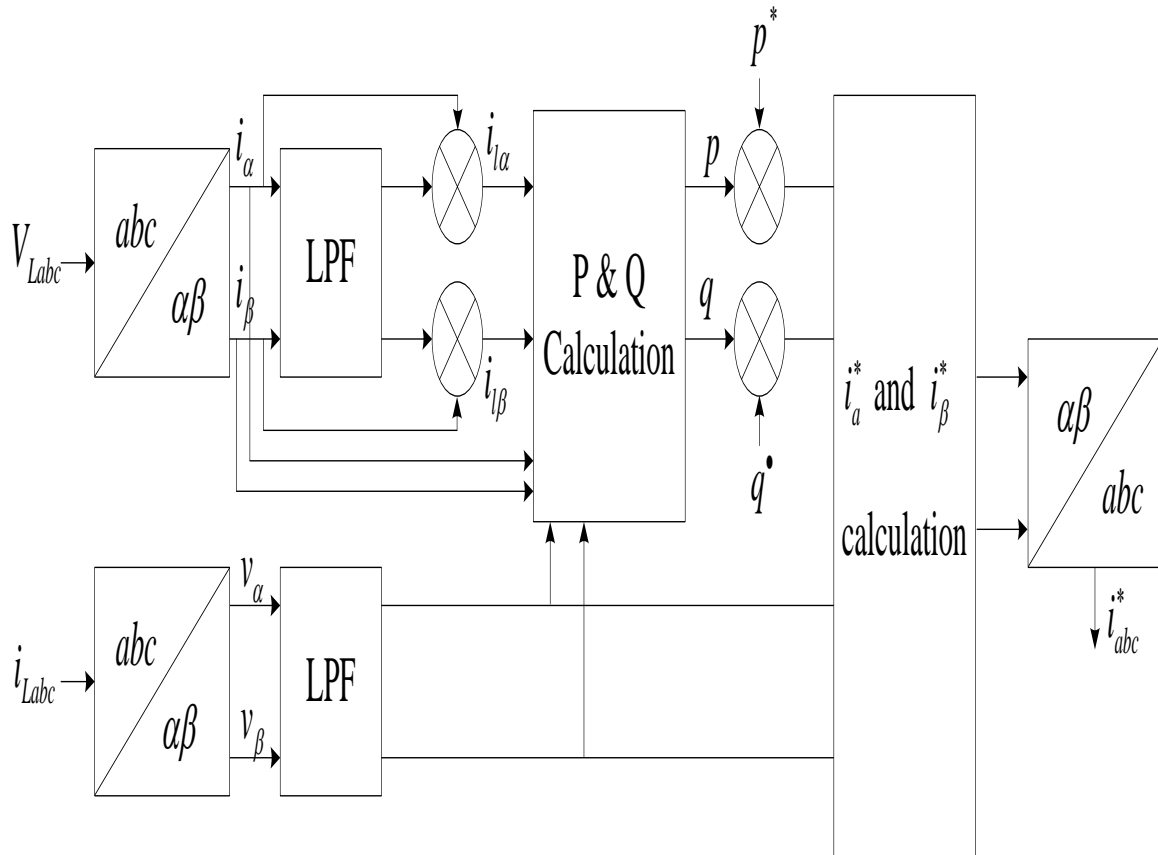 p*
i_α
i_lα
p
abc
LPF
V_Labc
P & Q
αβ
i_β
q
Calculation
i_lβ
i*_a and i*_β
αβ
q•
abc
calculation
v_α
abc
i*_abc
LPF
i_Labc
αβ
v_β